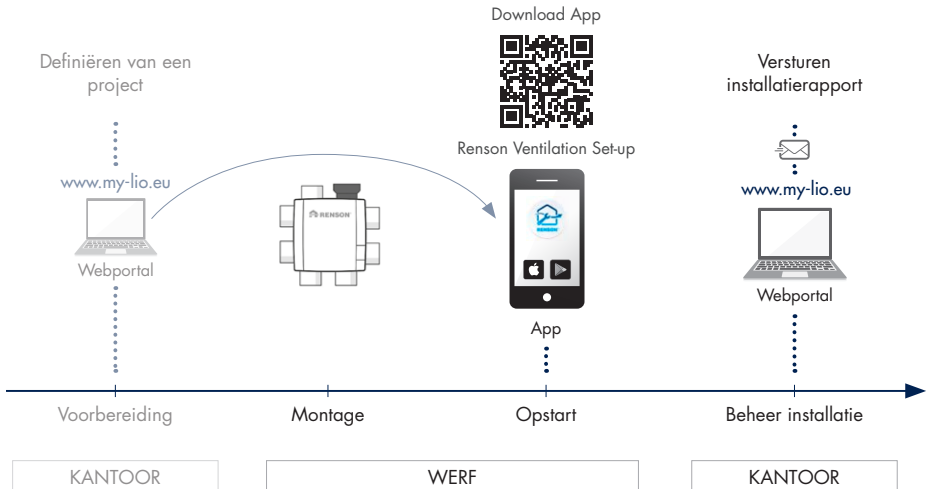 Download App
Definiëren van een
project
Versturen
installatierapport
Renson Ventilation Set-up
www.my-lio.eu
www.my-lio.eu
RENSON
RENSON
Webportal
Webportal
App
Voorbereiding
Montage
Opstart
Beheer installatie
KANTOOR
WERF
KANTOOR